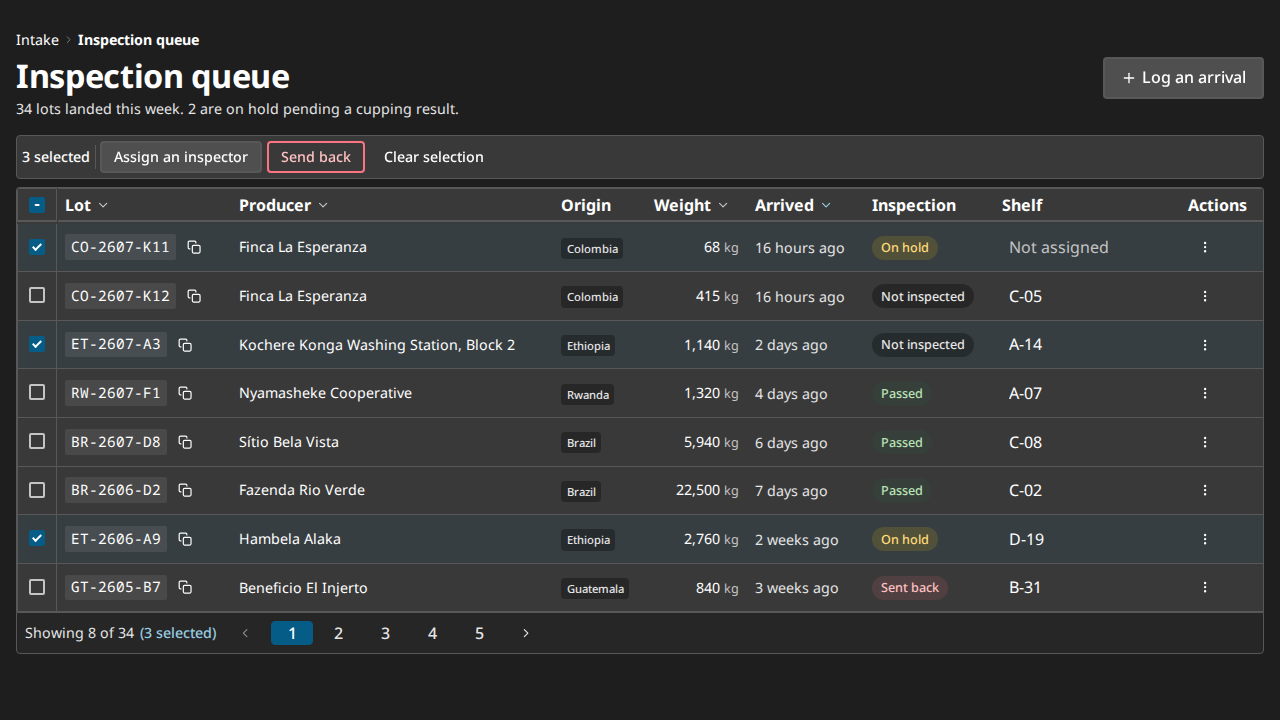 Intake > Inspection queue
Inspection queue
+ Log an arrival
34 lots landed this week. 2 are on hold pending a cupping result.
3 selected Assign an inspector Send back Clear selection
Lot Producer Origin Weight Arrived Inspection Shelf Actions
CO-2607-K11 Finca La Esperanza Colombia 68 kg 16 hours ago On hold Not assigned
CO-2607-K12 Finca La Esperanza Colombia 415 kg 16 hours ago Not inspected C-05
ET-2607-A3 Kochere Konga Washing Station, Block 2 Ethiopia 1,140 kg 2 days ago Not inspected A-14
RW-2607-F1 Nyamasheke Cooperative Rwanda 1,320 kg 4 days ago Passed A-07
BR-2607-D8 Sítio Bela Vista Brazil 5,940 kg 6 days ago Passed C-08
BR-2606-D2 Fazenda Rio Verde Brazil 22,500 kg 7 days ago Passed C-02
ET-2606-A9 Hambela Alaka Ethiopia 2,760 kg 2 weeks ago On hold D-19
GT-2605-B7 Beneficio El Injerto Guatemala 840 kg 3 weeks ago Sent back B-31
Showing 8 of 34 (3 selected) 1 2 3 4 5